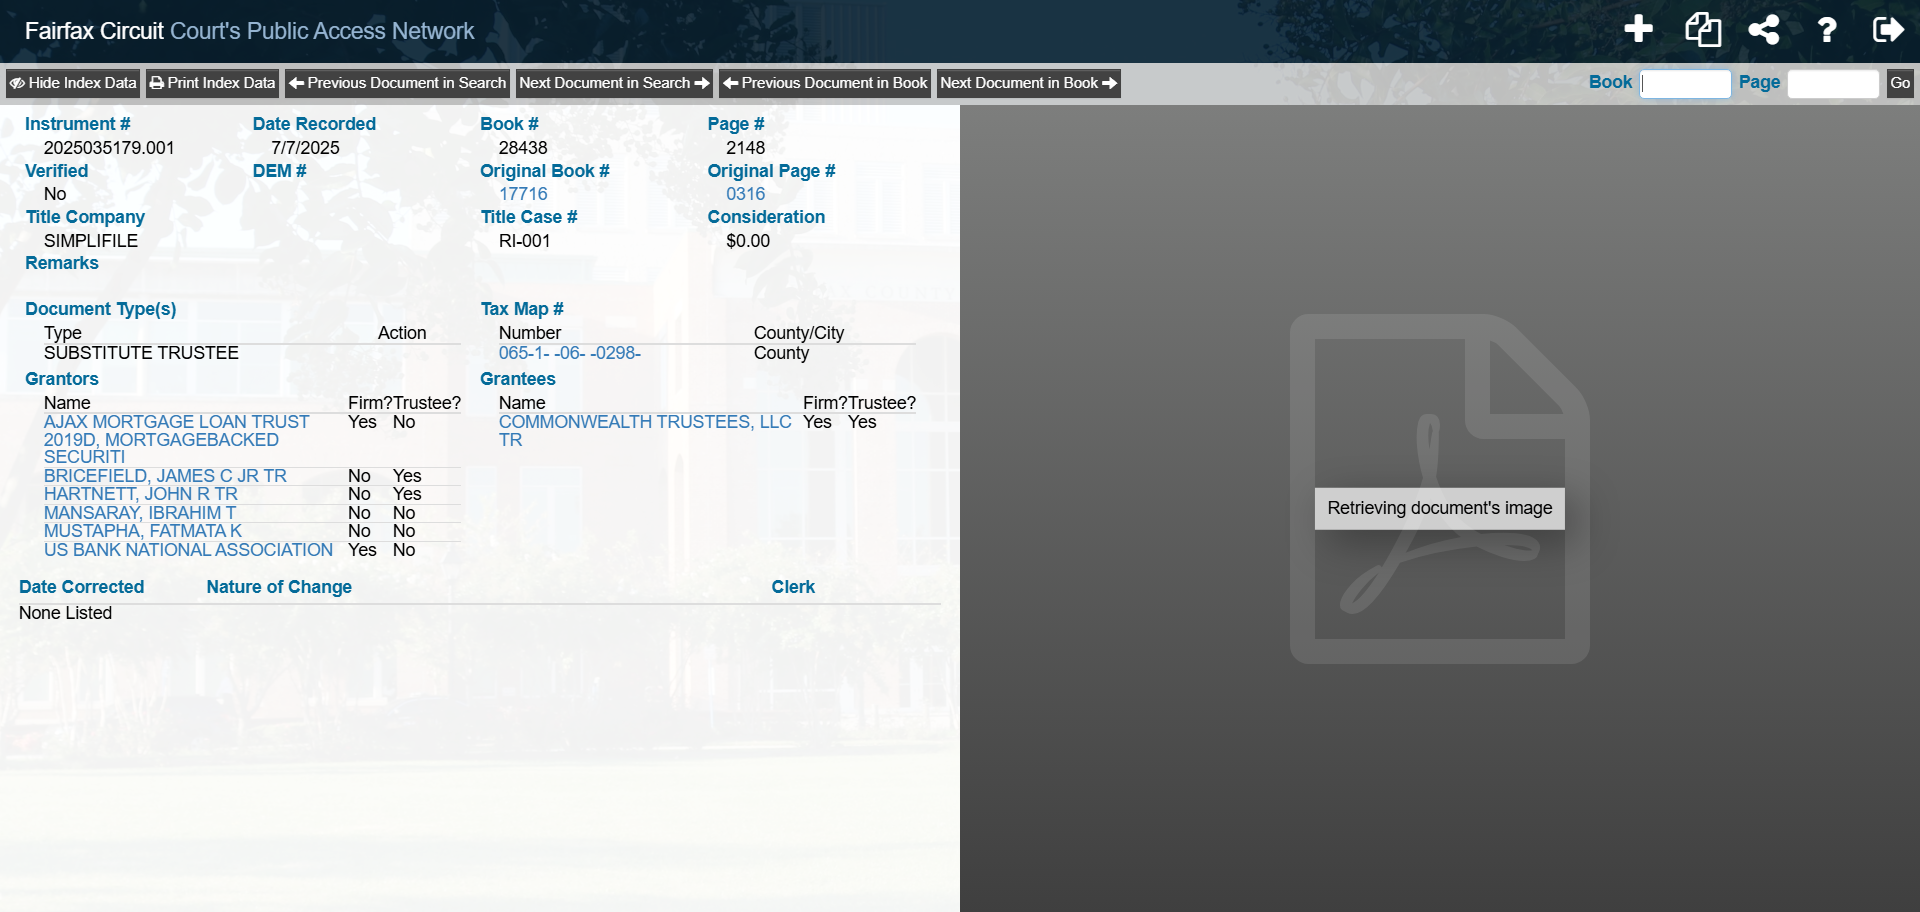 Fairfax Circuit Court's Public Access Network
Hide Index Data Print Index Data Previous Document in Search Next Document in Search Previous Document in Book Next Document in Book Book Page Go
Instrument # Date Recorded Book # Page #
2025035179.001 7/7/2025 28438 2148
Verified DEM # Original Book # Original Page #
No 17716 0316
Title Company Title Case # Consideration
SIMPLIFILE RI-001 $0.00
Remarks
Document Type(s) Tax Map #
Type Action Number County/City
SUBSTITUTE TRUSTEE 065-1- -06- -0298- County
Grantors Grantees
Name Firm? Trustee? Name Firm? Trustee?
AJAX MORTGAGE LOAN TRUST Yes No COMMONWEALTH TRUSTEES, LLC Yes Yes
2019D, MORTGAGEBACKED TR
SECURITI
BRICEFIELD, JAMES C JR TR No Yes
HARTNETT, JOHN R TR No Yes
MANSARAY, IBRAHIM T No No
MUSTAPHA, FATMATA K No No
US BANK NATIONAL ASSOCIATION Yes No
Date Corrected Nature of Change Clerk
None Listed
Retrieving document's image